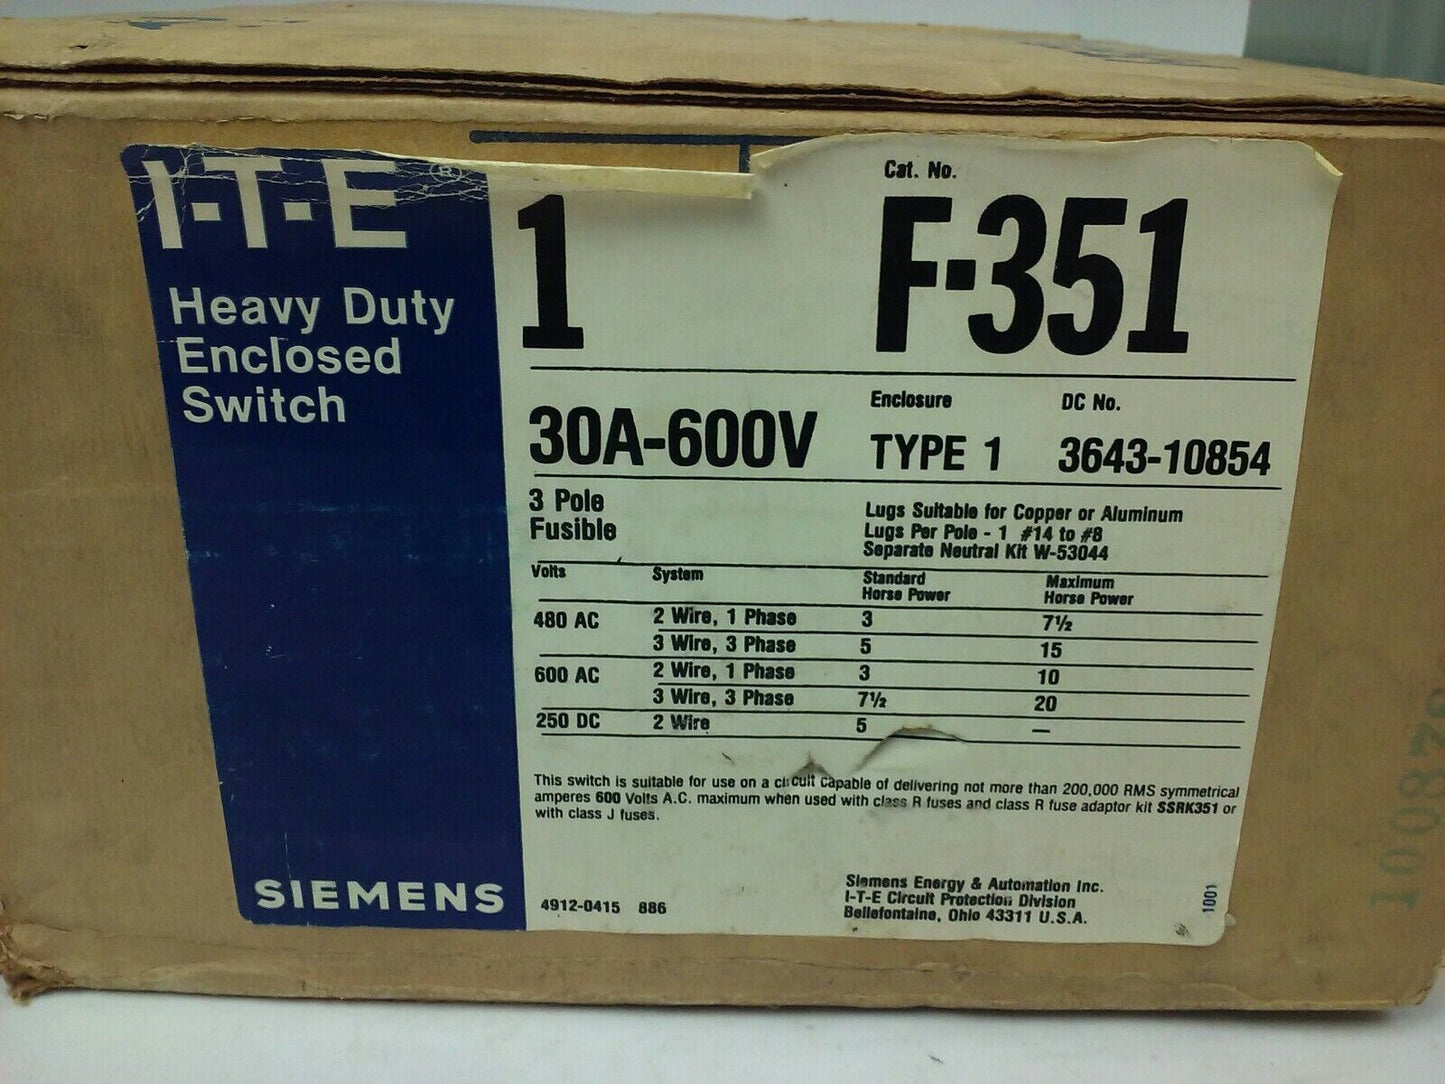 I-T-E®
Heavy Duty
Enclosed
Switch
SIEMENS
1
Cat. No.
F-351
30A-600V
Enclosure
TYPE 1
DC No.
3643-10854
3 Pole
Fusible
Lugs Suitable for Copper or Aluminum
Lugs Per Pole - 1 #14 to #8
Separate Neutral Kit W-53044
Volts System Standard Horse Power Maximum Horse Power
480 AC 2 Wire, 1 Phase 3 7½
3 Wire, 3 Phase 5 15
600 AC 2 Wire, 1 Phase 3 10
3 Wire, 3 Phase 7½ 20
250 DC 2 Wire 5 —
This switch is suitable for use on a circuit capable of delivering not more than 200,000 RMS symmetrical
amperes 600 Volts A.C. maximum when used with class R fuses and class R fuse adaptor kit SSRK351 or
with class J fuses.
4912-0415 886
Siemens Energy & Automation Inc.
I-T-E Circuit Protection Division
Bellefontaine, Ohio 43311 U.S.A.
1001